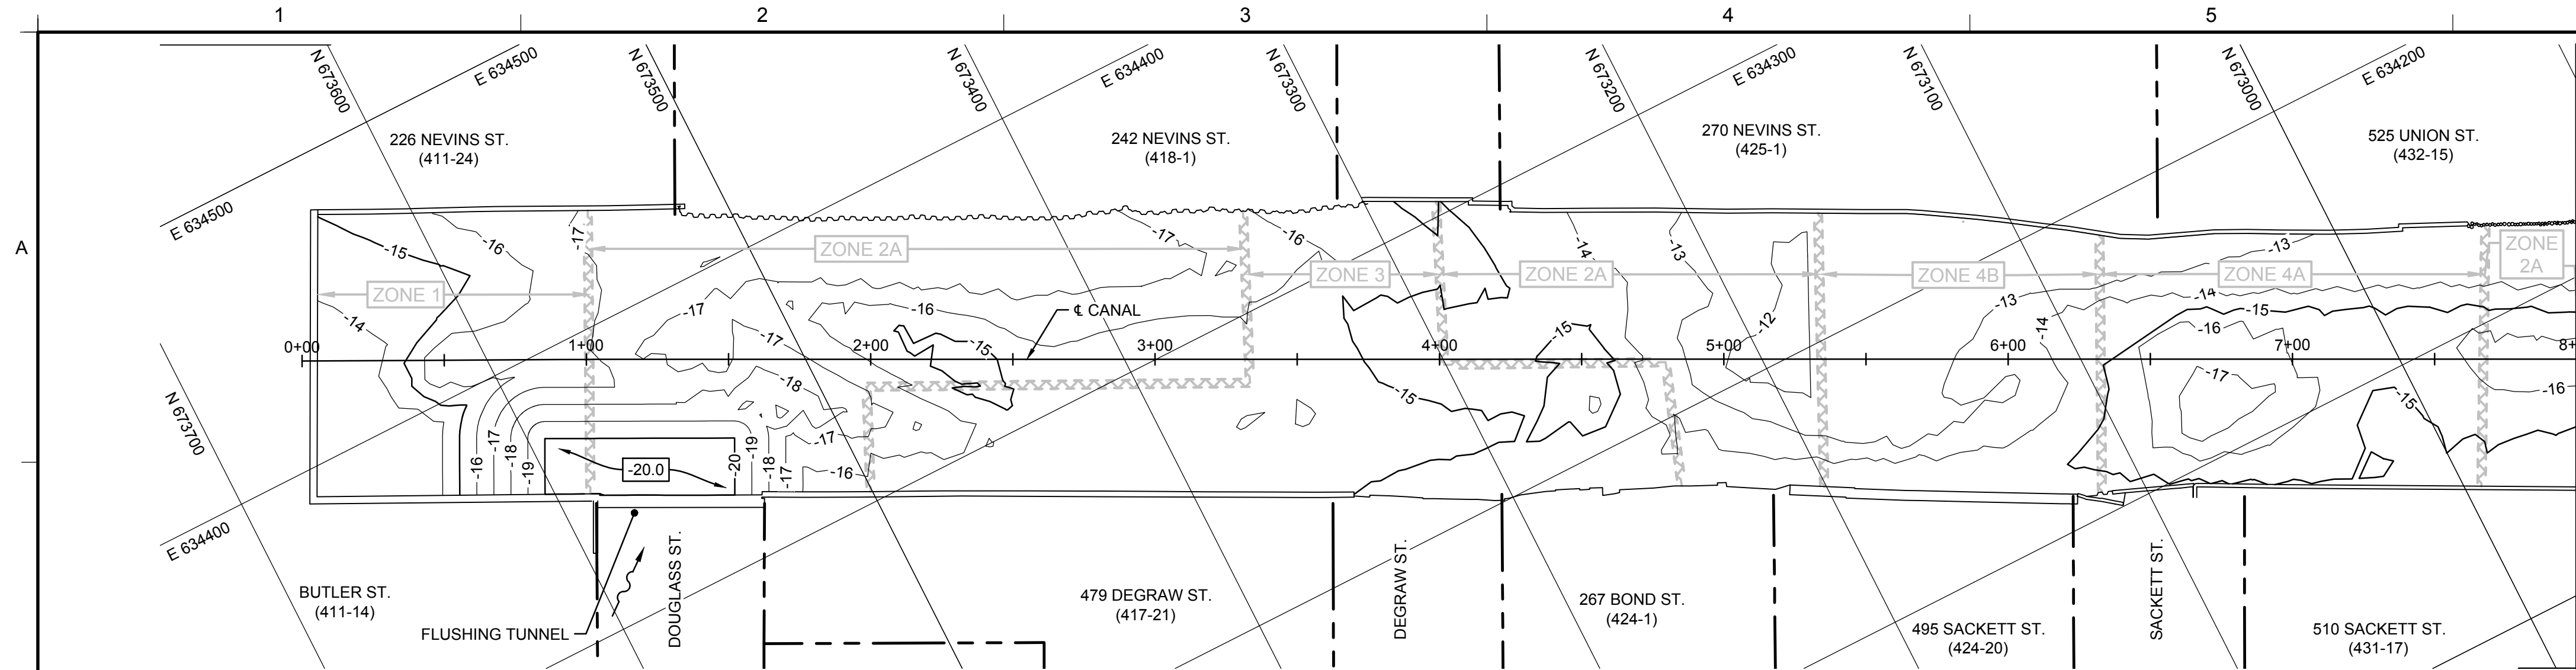 1 2 3 4 5
A
N 673600
E 634500
N 673500
N 673400
E 634400
N 673300
N 673200
E 634300
N 673100
N 673000
E 634200
226 NEVINS ST.
(411-24)
242 NEVINS ST.
(418-1)
270 NEVINS ST.
(425-1)
525 UNION ST.
(432-15)
E 634500
-15
-16
-17
ZONE 2A
-17
-16
-14
-13
-13
ZONE
2A
ZONE 1
ZONE 3
ZONE 2A
ZONE 4B
ZONE 4A
-14
-17
-16
℄ CANAL
-12
-13
-14
-14
-15
-16
-17
-15
-15
0+00
1+00
2+00
3+00
4+00
5+00
6+00
7+00
8+
-18
-15
-17
-15
-16
N 673700
-17
-16
-16
-17
-18
-19
-20.0
-20
-19
-18
-17
E 634400
BUTLER ST.
(411-14)
FLUSHING TUNNEL
DOUGLASS ST.
479 DEGRAW ST.
(417-21)
DEGRAW ST.
267 BOND ST.
(424-1)
495 SACKETT ST.
(424-20)
SACKETT ST.
510 SACKETT ST.
(431-17)